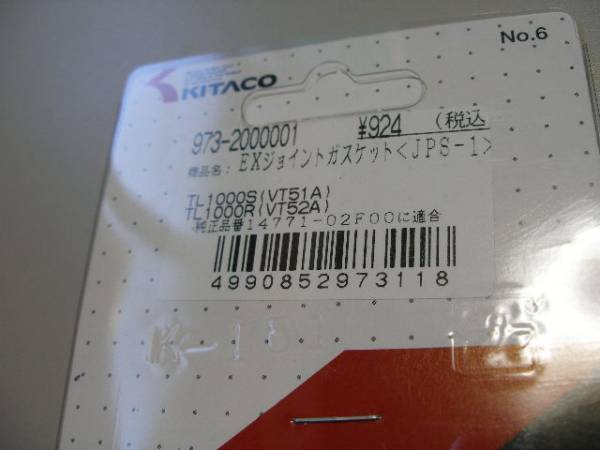 No.6
KITACO
973-2000001 ¥924 (税込
商品名: EXジョイントガスケット<JPS-1>
TL1000S(VT51A)
TL1000R(VT52A)
・純正品番14771-02F00に適合
4990852973118